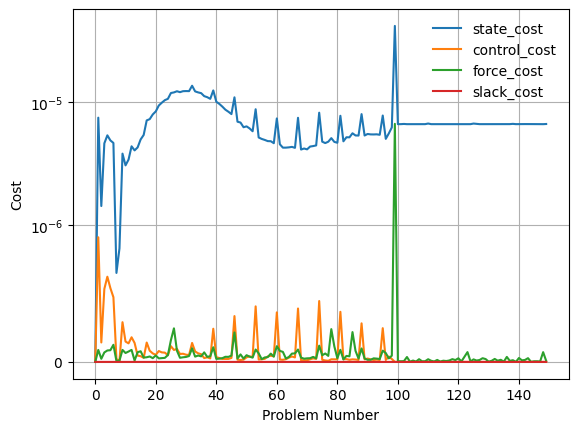 state_cost
control_cost
force_cost
slack_cost
10⁻⁵
10⁻⁶
0
Cost
0 20 40 60 80 100 120 140
Problem Number